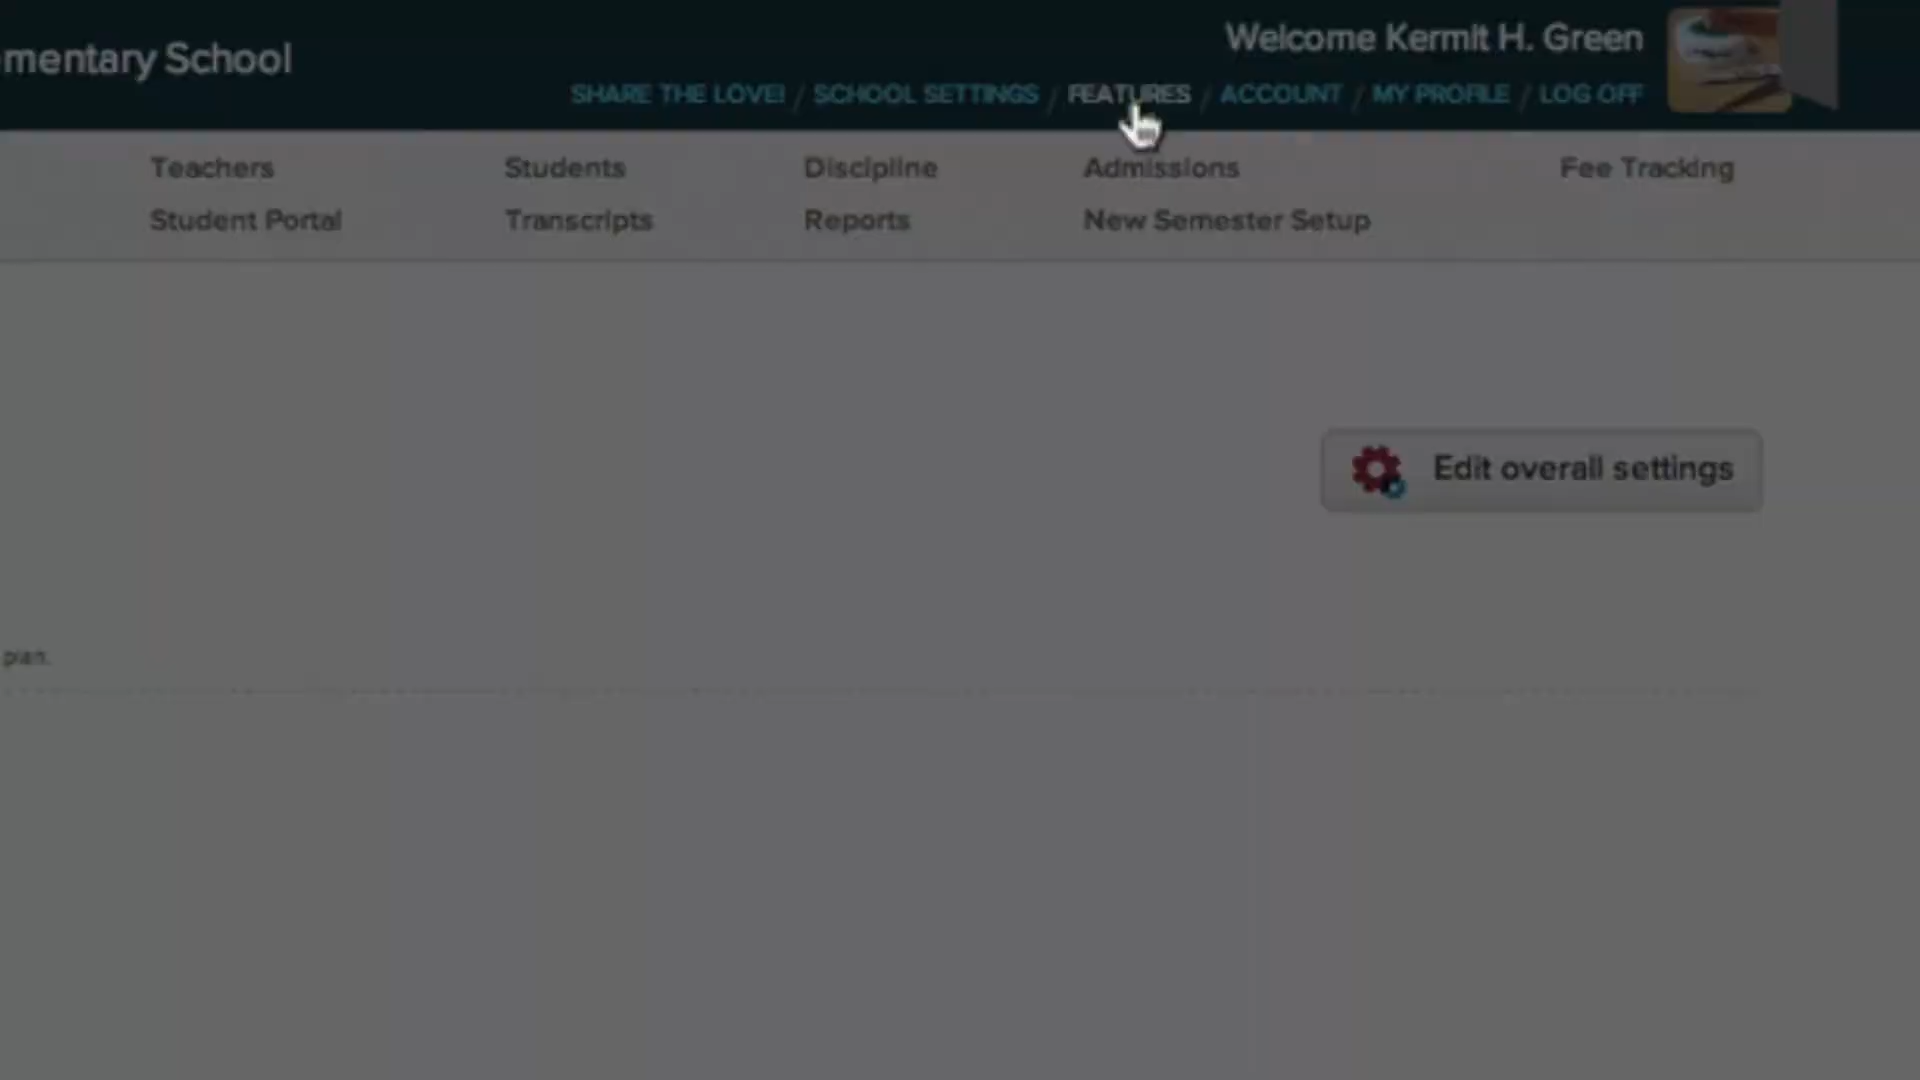 mentary School
Welcome Kermit H. Green
SHARE THE LOVE! / SCHOOL SETTINGS / FEATURES / ACCOUNT / MY PROFILE / LOG OFF
Teachers Students Discipline Admissions Fee Tracking
Student Portal Transcripts Reports New Semester Setup
Edit overall settings
plan.